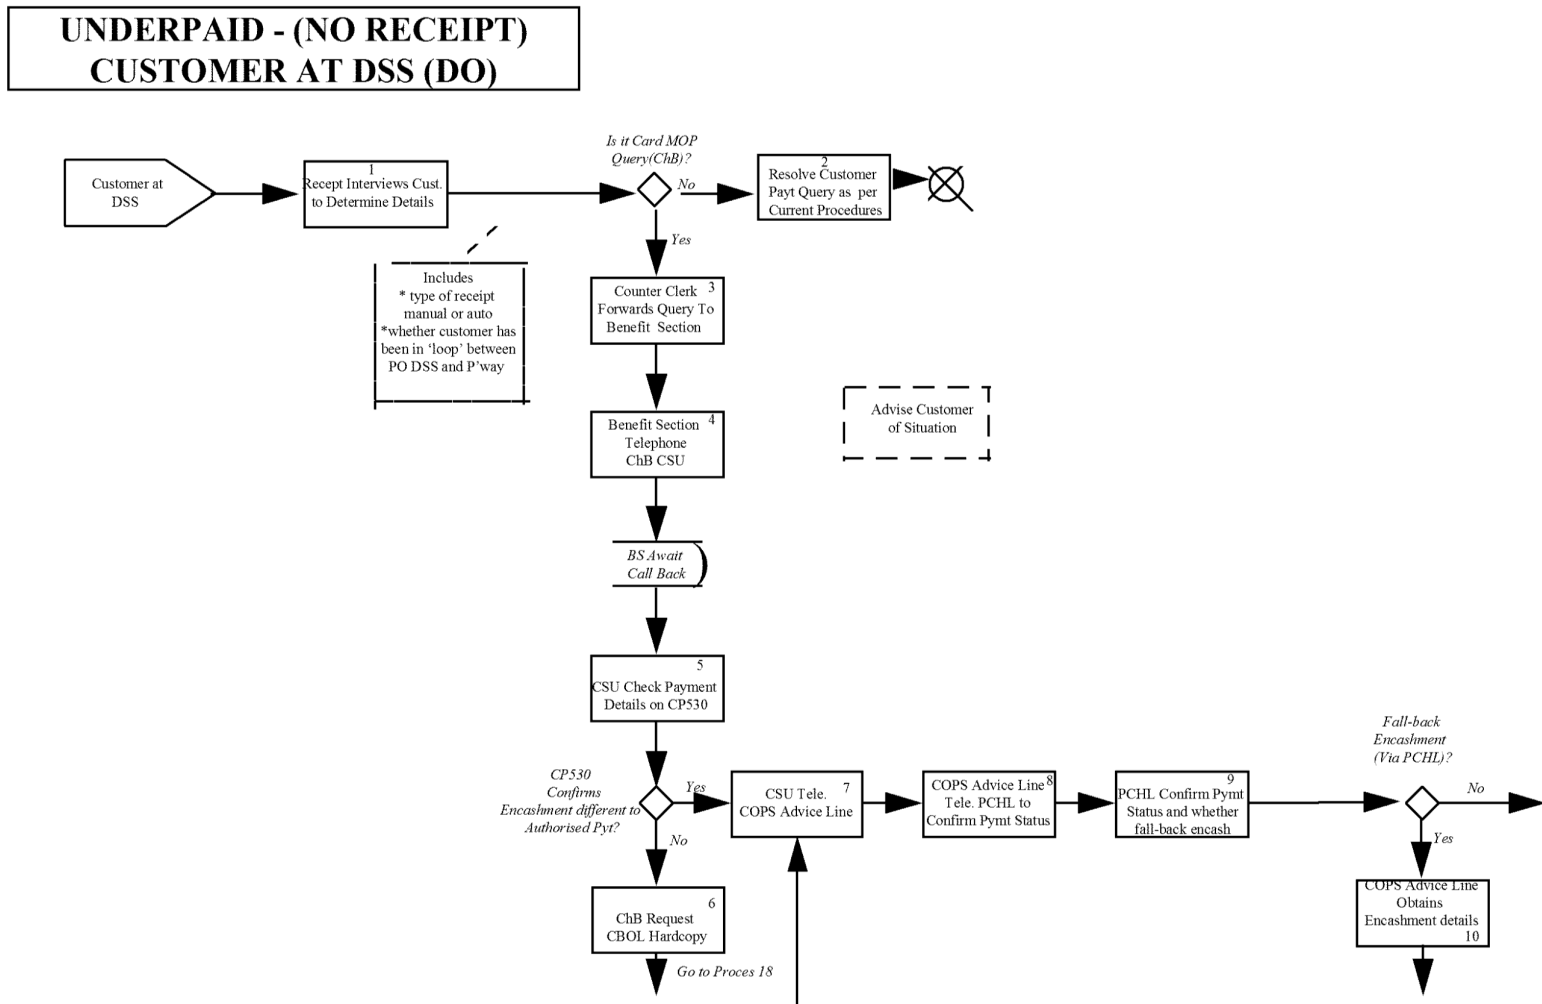 UNDERPAID - (NO RECEIPT)
CUSTOMER AT DSS (DO)
Customer at
DSS
1
Recept Interviews Cust.
to Determine Details
Is it Card MOP
Query(ChB)?
No
2
Resolve Customer
Payt Query as per
Current Procedures
Yes
Includes
* type of receipt
manual or auto
*whether customer has
been in ‘loop’ between
PO DSS and P’way
Counter Clerk 3
Forwards Query To
Benefit Section
Benefit Section 4
Telephone
ChB CSU
Advise Customer
of Situation
BS Await
Call Back
5
CSU Check Payment
Details on CP530
CP530
Confirms
Encashment different to
Authorised Pyt?
Yes
No
CSU Tele. 7
COPS Advice Line
COPS Advice Line 8
Tele. PCHL to
Confirm Pymt Status
9
PCHL Confirm Pymt
Status and whether
fall-back encash
Fall-back
Encashment
(Via PCHL)?
No
Yes
6
ChB Request
CBOL Hardcopy
Go to Proces 18
COPS Advice Line
Obtains
Encashment details
10